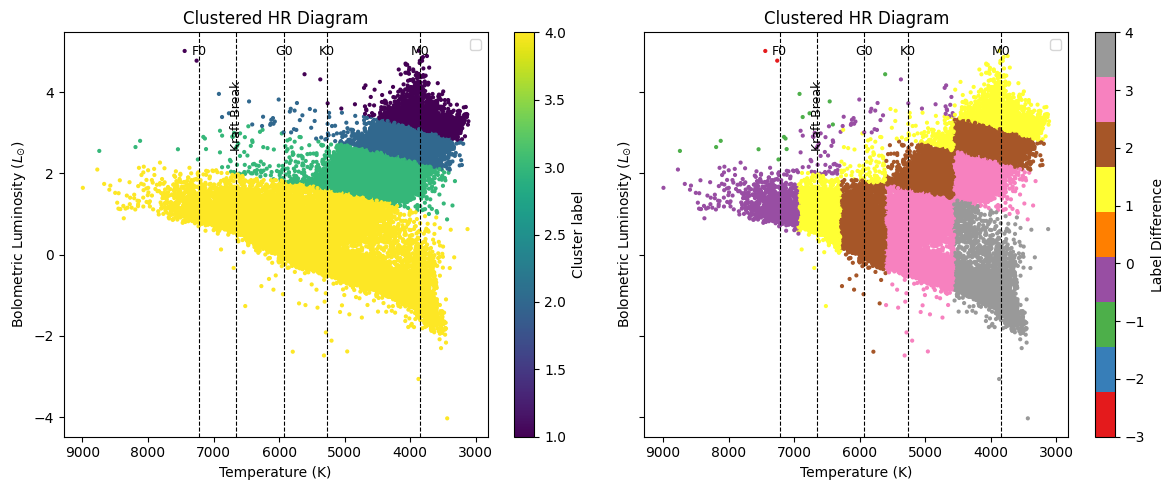 Clustered HR Diagram
F0
G0
K0
M0
Kraft Break
4
2
0
−2
−4
Bolometric Luminosity (L⊙)
9000
8000
7000
6000
5000
4000
3000
Temperature (K)
4.0
3.5
3.0
2.5
2.0
1.5
1.0
Cluster label
Clustered HR Diagram
F0
G0
K0
M0
Kraft Break
Bolometric Luminosity (L⊙)
9000
8000
7000
6000
5000
4000
3000
Temperature (K)
4
3
2
1
0
−1
−2
−3
Label Difference